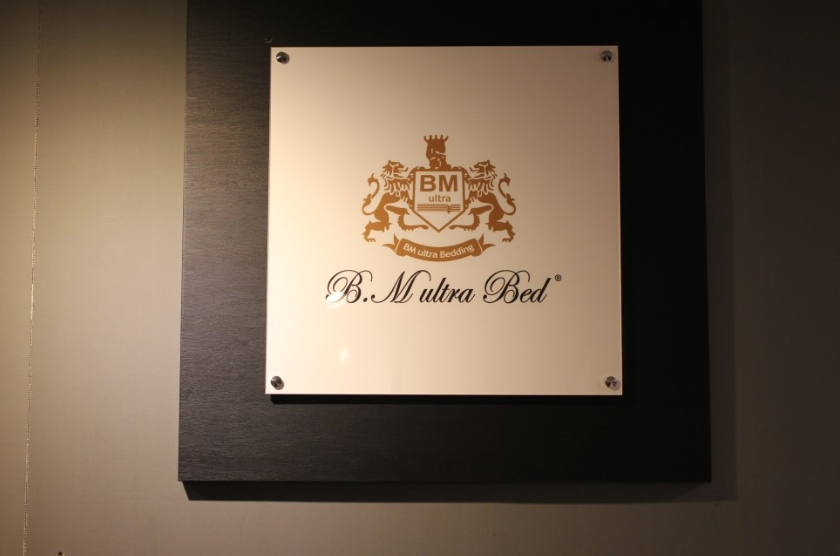 BM
ultra
BM ultra Bedding
B.M ultra Bed®